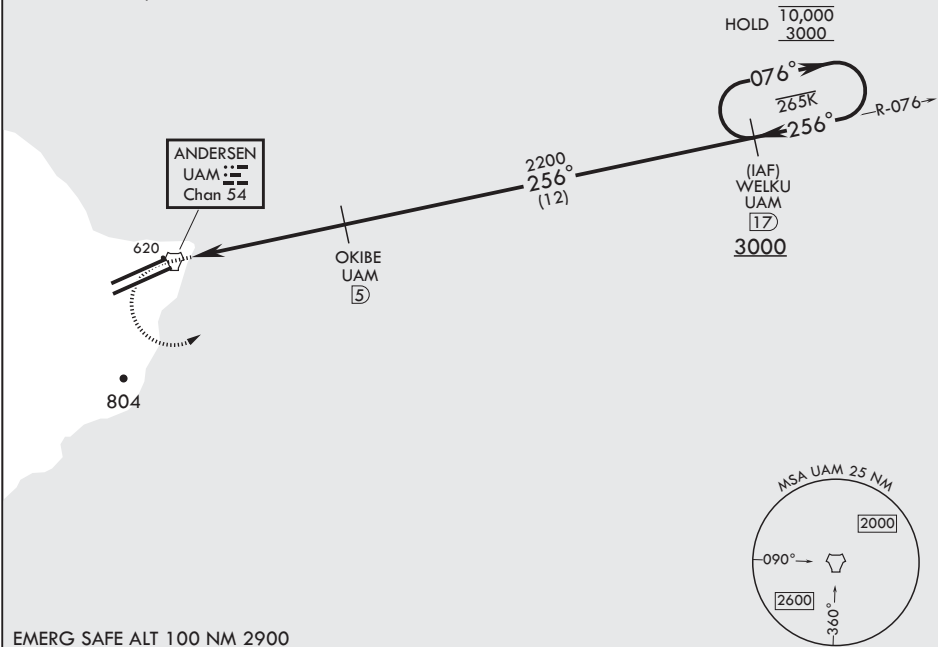 HOLD 10,000
3000
076°
265K
256°
R-076
ANDERSEN
UAM
Chan 54
2200
256°
(12)
(IAF)
WELKU
UAM
17
3000
620
OKIBE
UAM
5
804
MSA UAM 25 NM
2000
090°
2600
360°
EMERG SAFE ALT 100 NM 2900